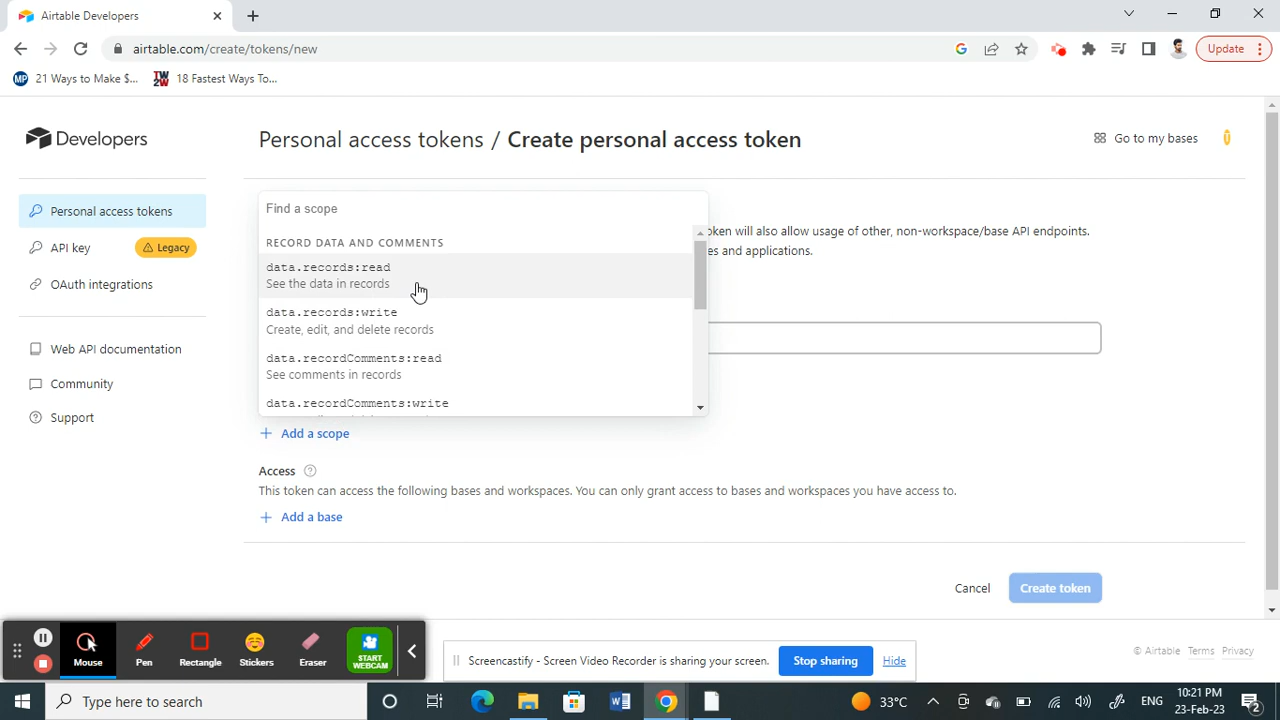 Airtable Developers
airtable.com/create/tokens/new
Update
MP 21 Ways to Make $...
TW2W 18 Fastest Ways To...
Developers
Personal access tokens / Create personal access token
Go to my bases
Personal access tokens
API key
Legacy
OAuth integrations
Web API documentation
Community
Support
Find a scope
oken will also allow usage of other, non-workspace/base API endpoints.
es and applications.
RECORD DATA AND COMMENTS
data.records:read
See the data in records
data.records:write
Create, edit, and delete records
data.recordComments:read
See comments in records
data.recordComments:write
+ Add a scope
Access ?
This token can access the following bases and workspaces. You can only grant access to bases and workspaces you have access to.
+ Add a base
Cancel
Create token
Mouse
Pen
Rectangle
Stickers
Eraser
START WEBCAM
Screencastify - Screen Video Recorder is sharing your screen.
Stop sharing
Hide
© Airtable Terms Privacy
Type here to search
33°C
ENG
10:21 PM
23-Feb-23
2